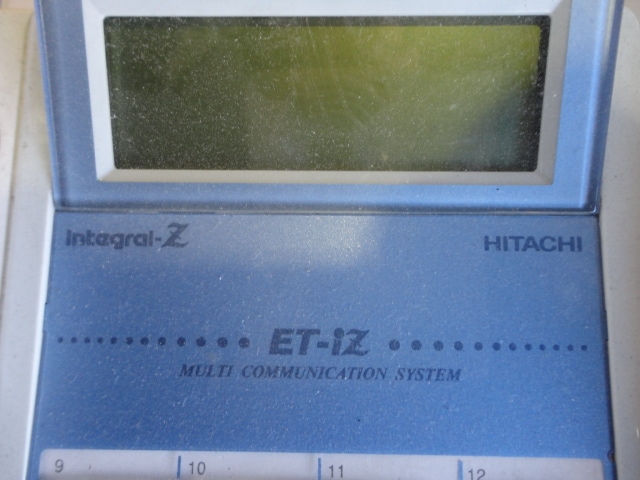 integral-Z HITACHI
ET-iZ
MULTI COMMUNICATION SYSTEM
9 10 11 12